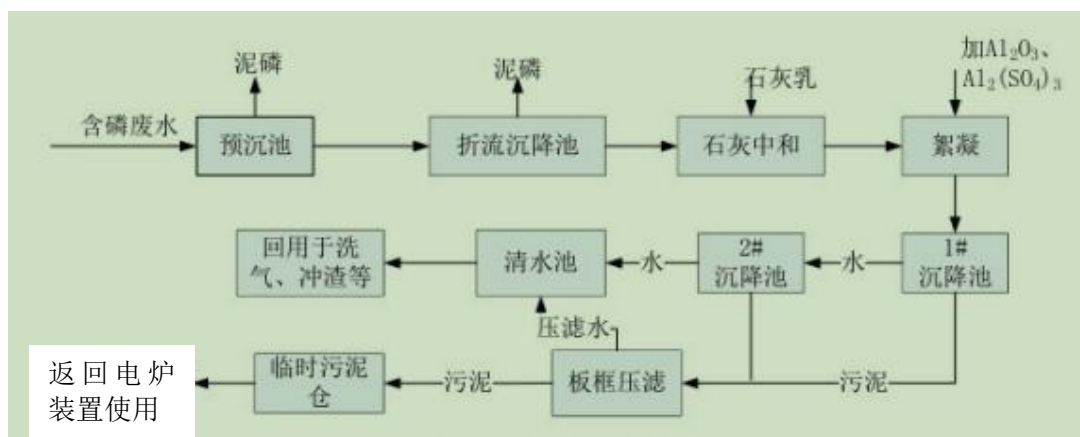 泥磷
泥磷
石灰乳
加Al₂O₃、
Al₂(SO₄)₃
含磷废水
预沉池
折流沉降池
石灰中和
絮凝
回用于洗
气、冲渣等
清水池
水
2#
沉降池
水
1#
沉降池
压滤水
返回电炉
装置使用
临时污泥
仓
污泥
板框压滤
污泥